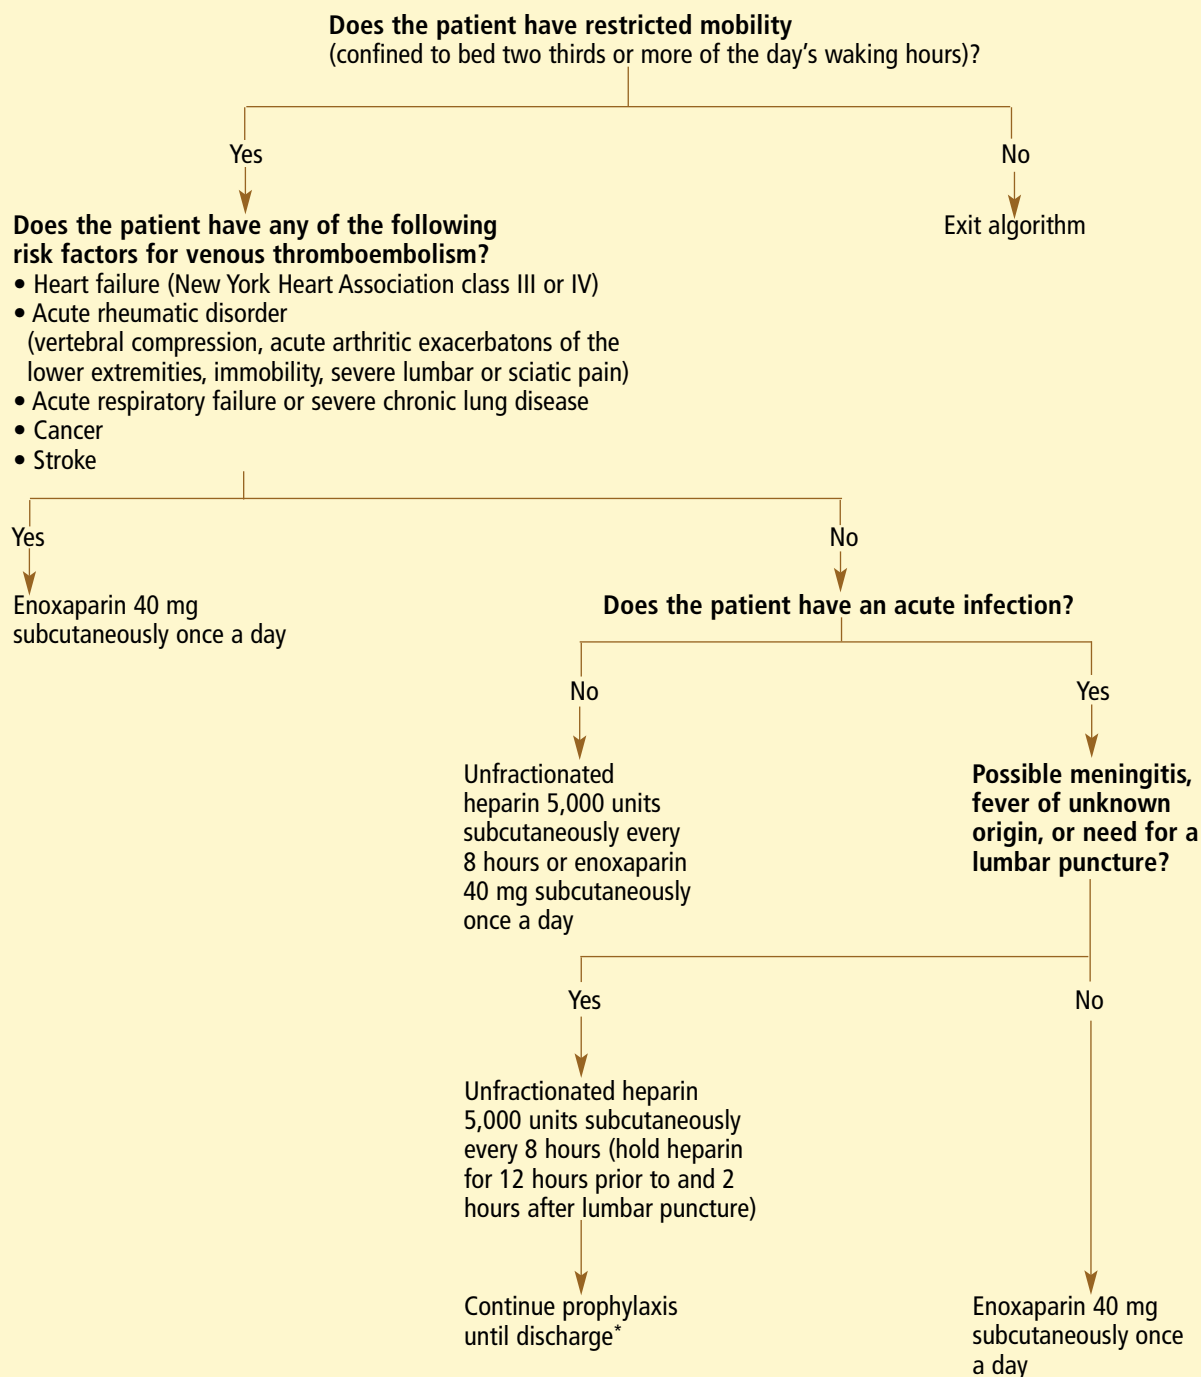 Does the patient have restricted mobility
(confined to bed two thirds or more of the day's waking hours)?
Yes
No
Does the patient have any of the following
risk factors for venous thromboembolism?
• Heart failure (New York Heart Association class III or IV)
• Acute rheumatic disorder
(vertebral compression, acute arthritic exacerbatons of the
lower extremities, immobility, severe lumbar or sciatic pain)
• Acute respiratory failure or severe chronic lung disease
• Cancer
• Stroke
Exit algorithm
Yes
No
Enoxaparin 40 mg
subcutaneously once a day
Does the patient have an acute infection?
No
Yes
Unfractionated
heparin 5,000 units
subcutaneously every
8 hours or enoxaparin
40 mg subcutaneously
once a day
Possible meningitis,
fever of unknown
origin, or need for a
lumbar puncture?
Yes
No
Unfractionated heparin
5,000 units subcutaneously
every 8 hours (hold heparin
for 12 hours prior to and 2
hours after lumbar puncture)
Continue prophylaxis
until discharge*
Enoxaparin 40 mg
subcutaneously once
a day